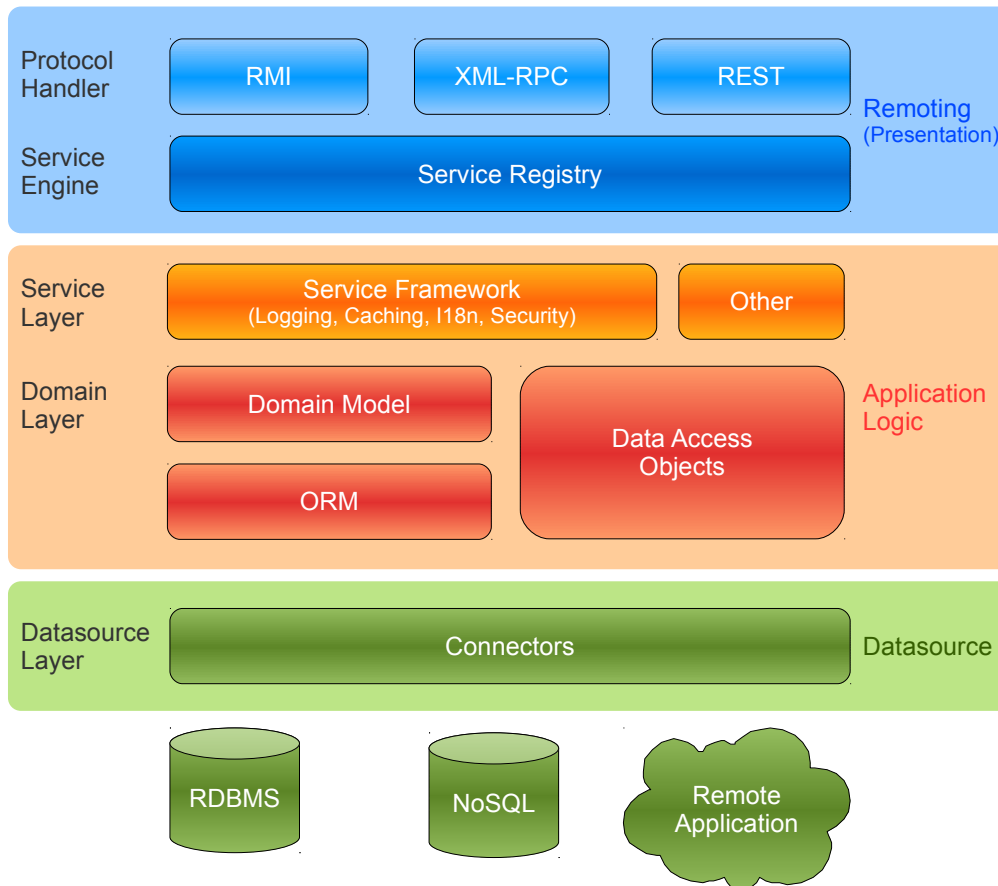 Protocol
Handler
RMI
XML-RPC
REST
Remoting
(Presentation)
Service
Engine
Service Registry
Service
Layer
Service Framework
(Logging, Caching, I18n, Security)
Other
Domain
Layer
Domain Model
Data Access
Objects
Application
Logic
ORM
Datasource
Layer
Connectors
Datasource
RDBMS
NoSQL
Remote
Application